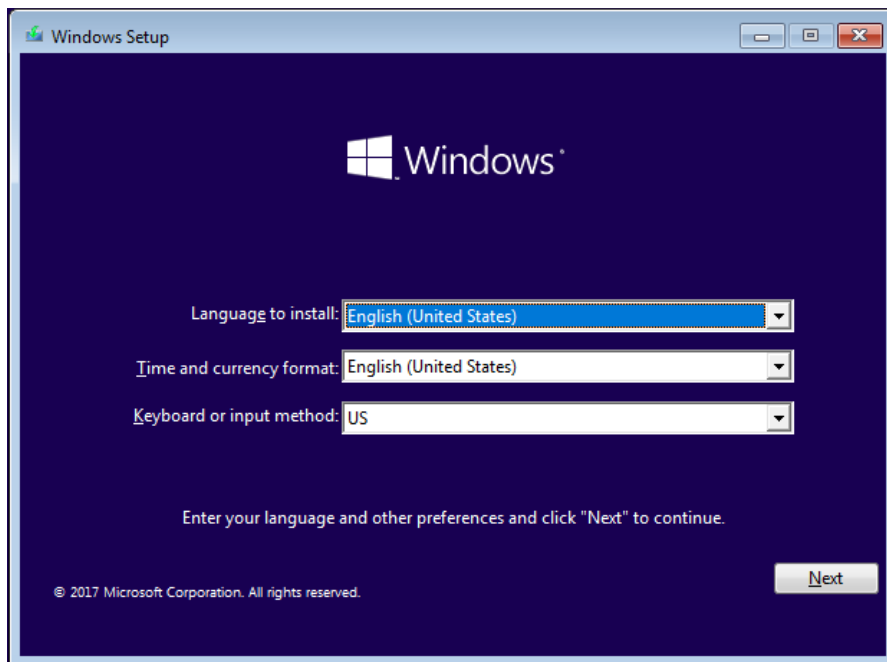 Windows Setup
Windows
Language to install: English (United States)
Time and currency format: English (United States)
Keyboard or input method: US
Enter your language and other preferences and click "Next" to continue.
Next
© 2017 Microsoft Corporation. All rights reserved.